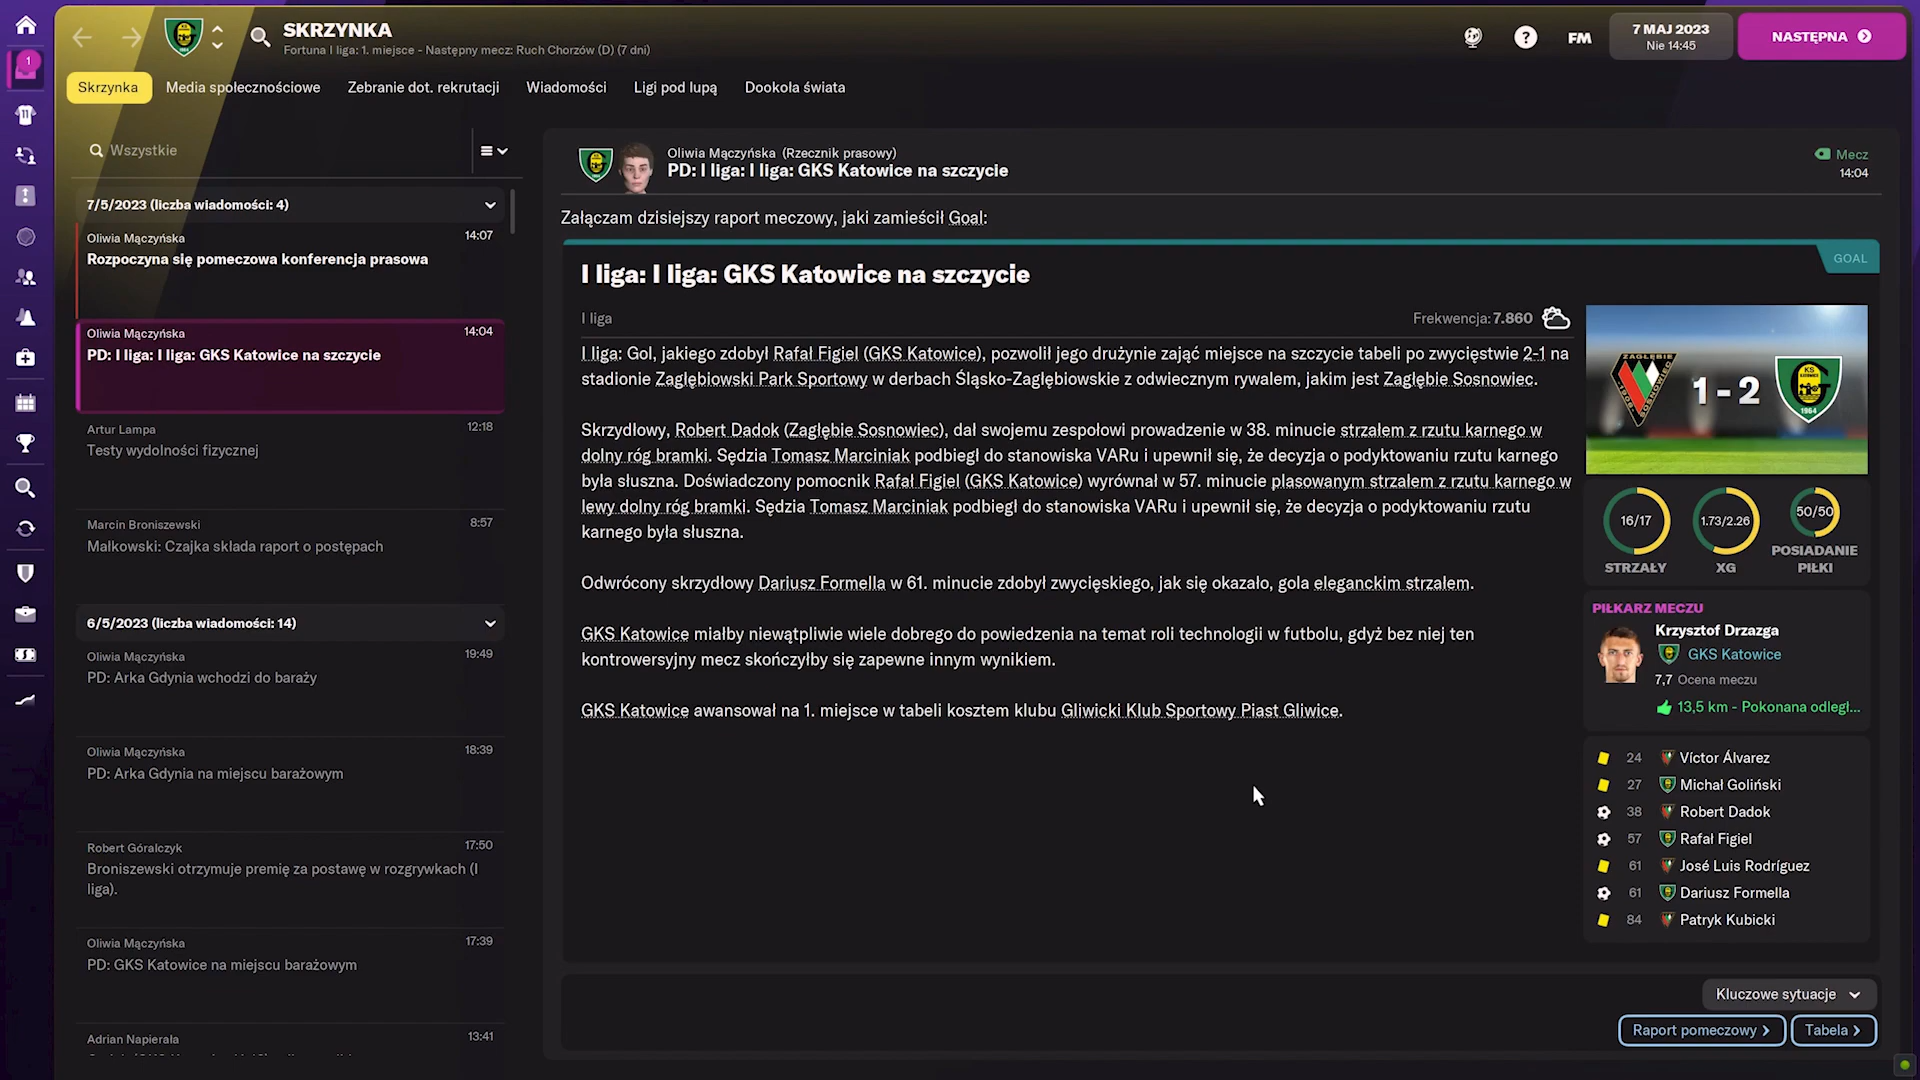 SKRZYNKA
Fortuna I liga: 1. miejsce - Następny mecz: Ruch Chorzów (D) (7 dni)
FM
7 MAJ 2023
Nie 14:45
NASTĘPNA
1
Skrzynka
Media społecznościowe
Zebranie dot. rekrutacji
Wiadomości
Ligi pod lupą
Dookoła świata
Wszystkie
7/5/2023 (liczba wiadomości: 4)
Oliwia Mączyńska
14:07
Rozpoczyna się pomeczowa konferencja prasowa
Oliwia Mączyńska
14:04
PD: I liga: I liga: GKS Katowice na szczycie
Artur Lampa
12:18
Testy wydolności fizycznej
Marcin Broniszewski
8:57
Małkowski: Czajka składa raport o postępach
6/5/2023 (liczba wiadomości: 14)
Oliwia Mączyńska
19:49
PD: Arka Gdynia wchodzi do baraży
Oliwia Mączyńska
18:39
PD: Arka Gdynia na miejscu barażowym
Robert Góralczyk
17:50
Broniszewski otrzymuje premię za postawę w rozgrywkach (I
liga).
Oliwia Mączyńska
17:39
PD: GKS Katowice na miejscu barażowym
Adrian Napierała
13:41
Oliwia Mączyńska (Rzecznik prasowy)
PD: I liga: I liga: GKS Katowice na szczycie
Mecz
14:04
Załączam dzisiejszy raport meczowy, jaki zamieścił Goal:
GOAL
I liga: I liga: GKS Katowice na szczycie
I liga
Frekwencja: 7.860
I liga: Gol, jakiego zdobył Rafał Figiel (GKS Katowice), pozwolił jego drużynie zająć miejsce na szczycie tabeli po zwycięstwie 2-1 na
stadionie Zagłębiowski Park Sportowy w derbach Śląsko-Zagłębiowskie z odwiecznym rywalem, jakim jest Zagłębie Sosnowiec.
Skrzydłowy, Robert Dadok (Zagłębie Sosnowiec), dał swojemu zespołowi prowadzenie w 38. minucie strzałem z rzutu karnego w
dolny róg bramki. Sędzia Tomasz Marciniak podbiegł do stanowiska VARu i upewnił się, że decyzja o podyktowaniu rzutu karnego
była słuszna. Doświadczony pomocnik Rafał Figiel (GKS Katowice) wyrównał w 57. minucie plasowanym strzałem z rzutu karnego w
lewy dolny róg bramki. Sędzia Tomasz Marciniak podbiegł do stanowiska VARu i upewnił się, że decyzja o podyktowaniu rzutu
karnego była słuszna.
Odwrócony skrzydłowy Dariusz Formella w 61. minucie zdobył zwycięskiego, jak się okazało, gola eleganckim strzałem.
GKS Katowice miałby niewątpliwie wiele dobrego do powiedzenia na temat roli technologii w futbolu, gdyż bez niej ten
kontrowersyjny mecz skończyłby się zapewne innym wynikiem.
GKS Katowice awansował na 1. miejsce w tabeli kosztem klubu Gliwicki Klub Sportowy Piast Gliwice.
1 - 2
16/17
STRZAŁY
1.73/2.26
XG
50/50
POSIADANIE
PIŁKI
PIŁKARZ MECZU
Krzysztof Drzazga
GKS Katowice
7,7 Ocena meczu
13,5 km - Pokonana odległ...
24 Víctor Álvarez
27 Michał Goliński
38 Robert Dadok
57 Rafał Figiel
61 José Luis Rodríguez
61 Dariusz Formella
84 Patryk Kubicki
Kluczowe sytuacje
Raport pomeczowy
Tabela